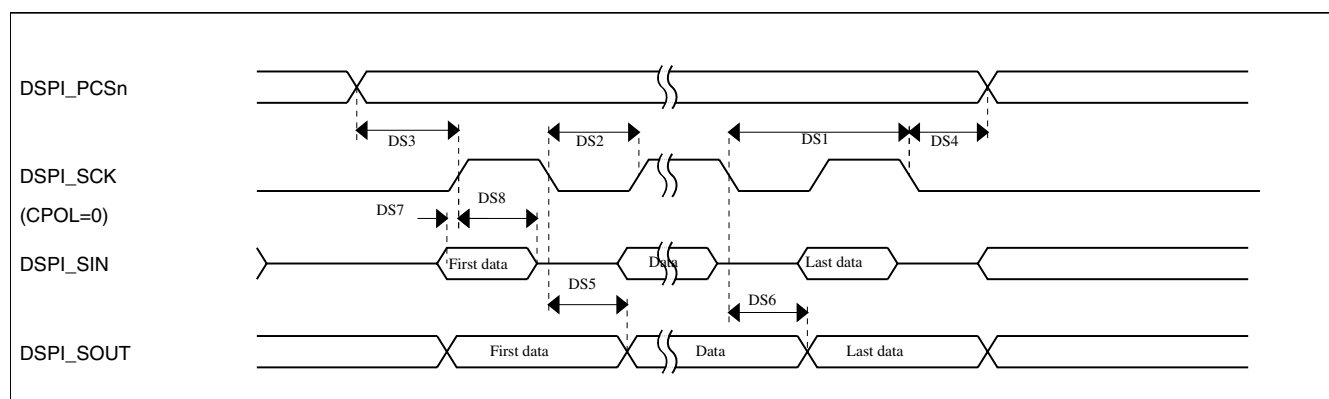 DSPI_PCSn
DS3
DS2
DS1
DS4
DSPI_SCK
(CPOL=0)
DS7
DS8
DSPI_SIN
First data
Data
Last data
DS5
DS6
DSPI_SOUT
First data
Data
Last data